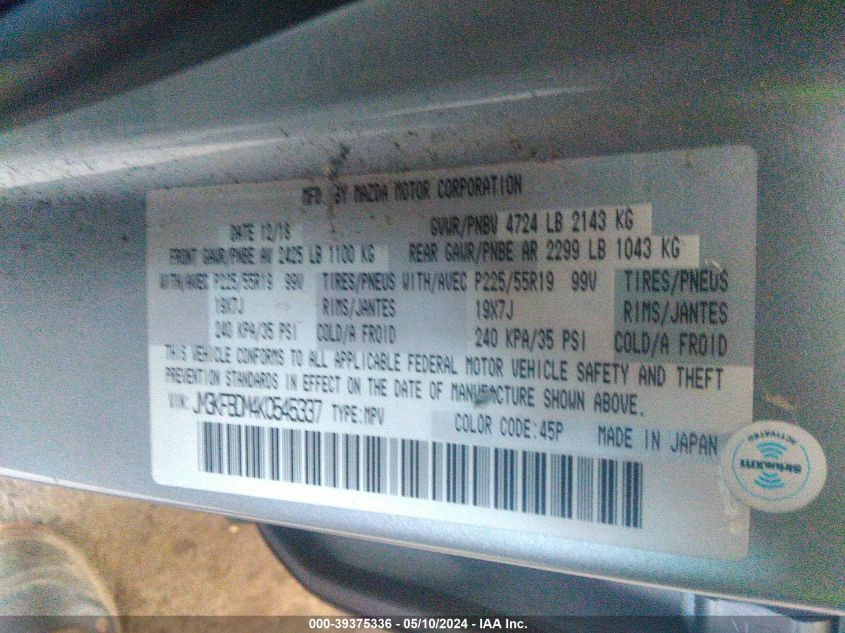 MFD. BY MAZDA MOTOR CORPORATION
DATE 12/18 GVWR/PNBV 4724 LB 2143 KG
FRONT GAWR/PNBE AV 2425 LB 1100 KG REAR GAWR/PNBE AR 2299 LB 1043 KG
WITH/AVEC P225/55R19 99V TIRES/PNEUS WITH/AVEC P225/55R19 99V TIRES/PNEUS
19X7J RIMS/JANTES 19X7J RIMS/JANTES
240 KPA/35 PSI COLD/A FROID 240 KPA/35 PSI COLD/A FROID
THIS VEHICLE CONFORMS TO ALL APPLICABLE FEDERAL MOTOR VEHICLE SAFETY AND THEFT
PREVENTION STANDARDS IN EFFECT ON THE DATE OF MANUFACTURE SHOWN ABOVE.
VIN: JM3KFBDM4K0545337 TYPE:MPV COLOR CODE:45P MADE IN JAPAN
ACTIVATED
000-39375336 - 05/10/2024 - IAA Inc.